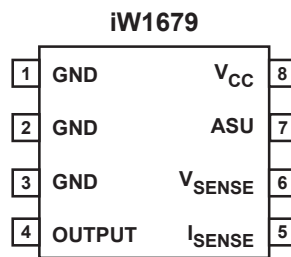 iW1679
1 GND V_CC 8
2 GND ASU 7
3 GND V_SENSE 6
4 OUTPUT I_SENSE 5